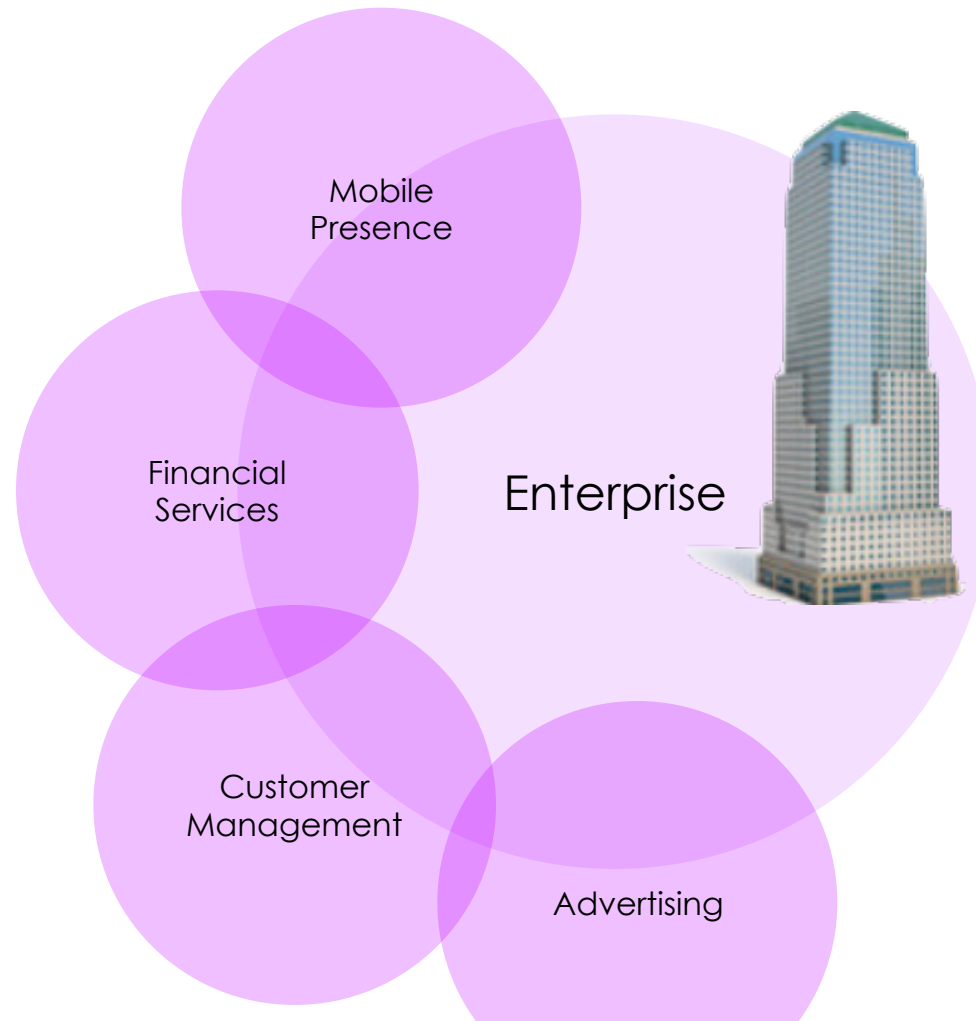 Mobile
Presence
Financial
Services
Enterprise
Customer
Management
Advertising